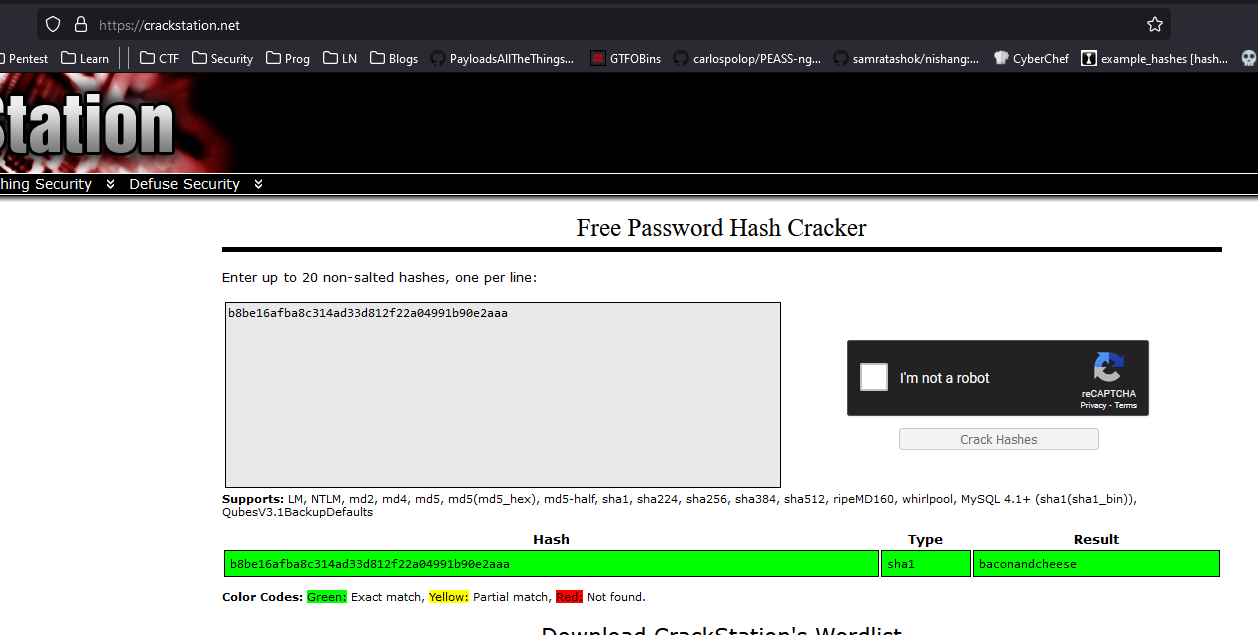 https://crackstation.net
Pentest Learn CTF Security Prog LN Blogs PayloadsAllTheThings... GTFOBins carlospolop/PEASS-ng... samratashok/nishang:... CyberChef example_hashes [hash...
Station
hing Security Defuse Security
Free Password Hash Cracker
Enter up to 20 non-salted hashes, one per line:
b8be16afba8c314ad33d812f22a04991b90e2aaa
I'm not a robot
reCAPTCHA
Privacy - Terms
Crack Hashes
Supports: LM, NTLM, md2, md4, md5, md5(md5_hex), md5-half, sha1, sha224, sha256, sha384, sha512, ripeMD160, whirlpool, MySQL 4.1+ (sha1(sha1_bin)),
QubesV3.1BackupDefaults
Hash Type Result
b8be16afba8c314ad33d812f22a04991b90e2aaa sha1 baconandcheese
Color Codes: Green: Exact match, Yellow: Partial match, Red: Not found.
Download CrackStation's Wordlist